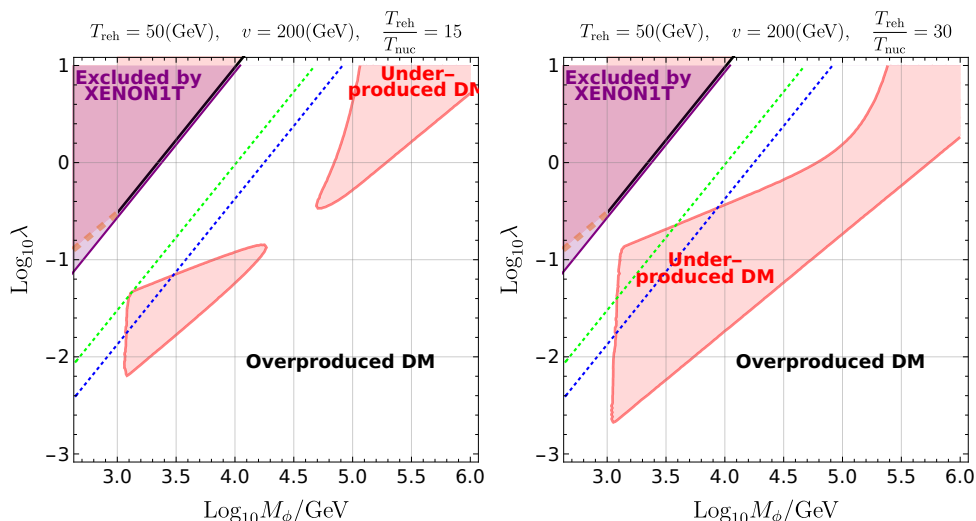 T_reh = 50(GeV), v = 200(GeV), T_reh/T_nuc = 15
1
0
−1
−2
−3
Log₁₀λ
Excluded by
XENON1T
Under−
produced DM
Overproduced DM
3.0 3.5 4.0 4.5 5.0 5.5 6.0
Log₁₀M_ϕ/GeV
T_reh = 50(GeV), v = 200(GeV), T_reh/T_nuc = 30
1
0
−1
−2
−3
Log₁₀λ
Excluded by
XENON1T
Under−
produced DM
Overproduced DM
3.0 3.5 4.0 4.5 5.0 5.5 6.0
Log₁₀M_ϕ/GeV